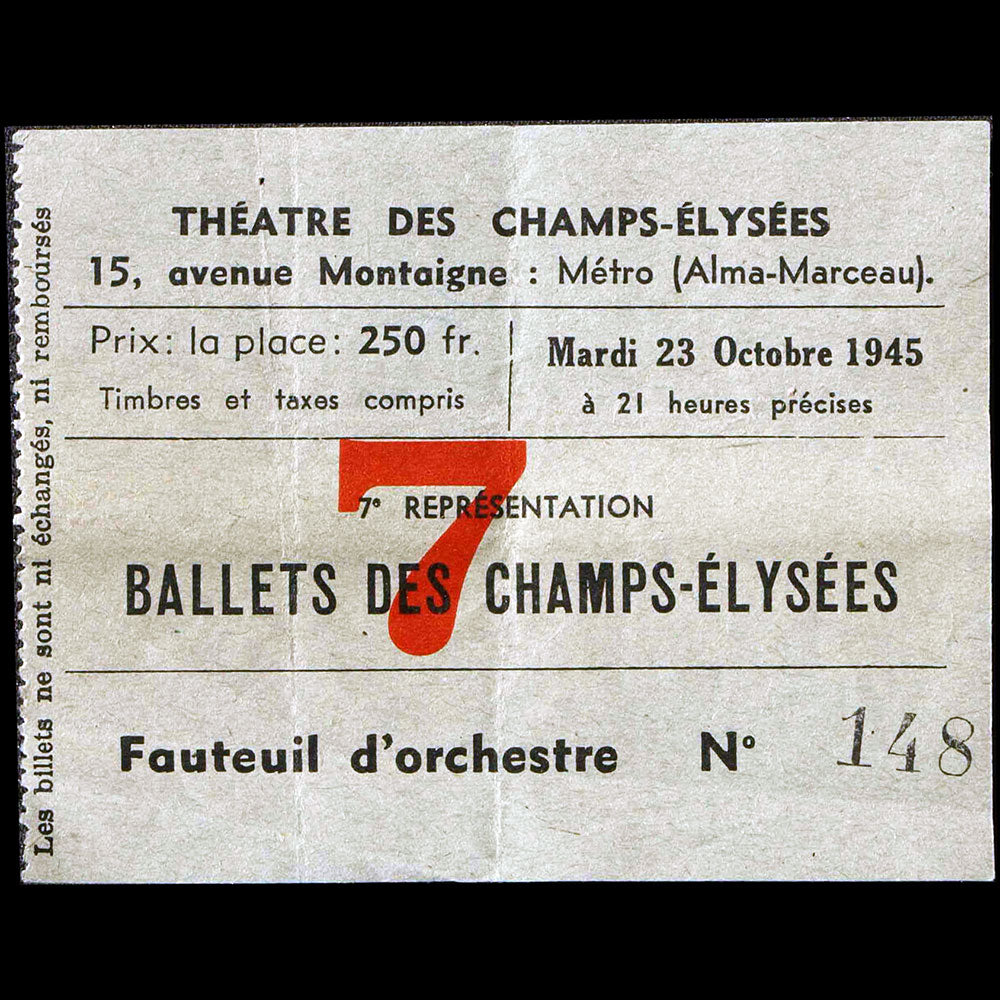 THÉATRE DES CHAMPS-ÉLYSÉES
15, avenue Montaigne : Métro (Alma-Marceau).
Prix: la place: 250 fr.
Timbres et taxes compris
Mardi 23 Octobre 1945
à 21 heures précises
7
7e REPRÉSENTATION
BALLETS DES CHAMPS-ÉLYSÉES
Fauteuil d'orchestre No 148
Les billets ne sont ni échangés, ni remboursés